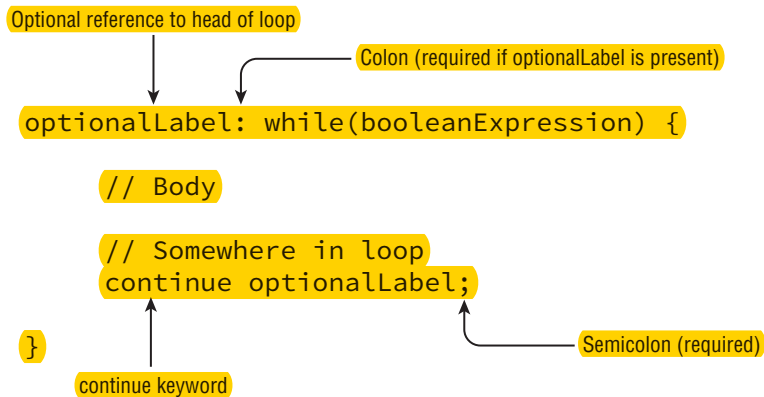 Optional reference to head of loop
Colon (required if optionalLabel is present)
optionalLabel: while(booleanExpression) {
// Body
// Somewhere in loop
continue optionalLabel;
}
Semicolon (required)
continue keyword